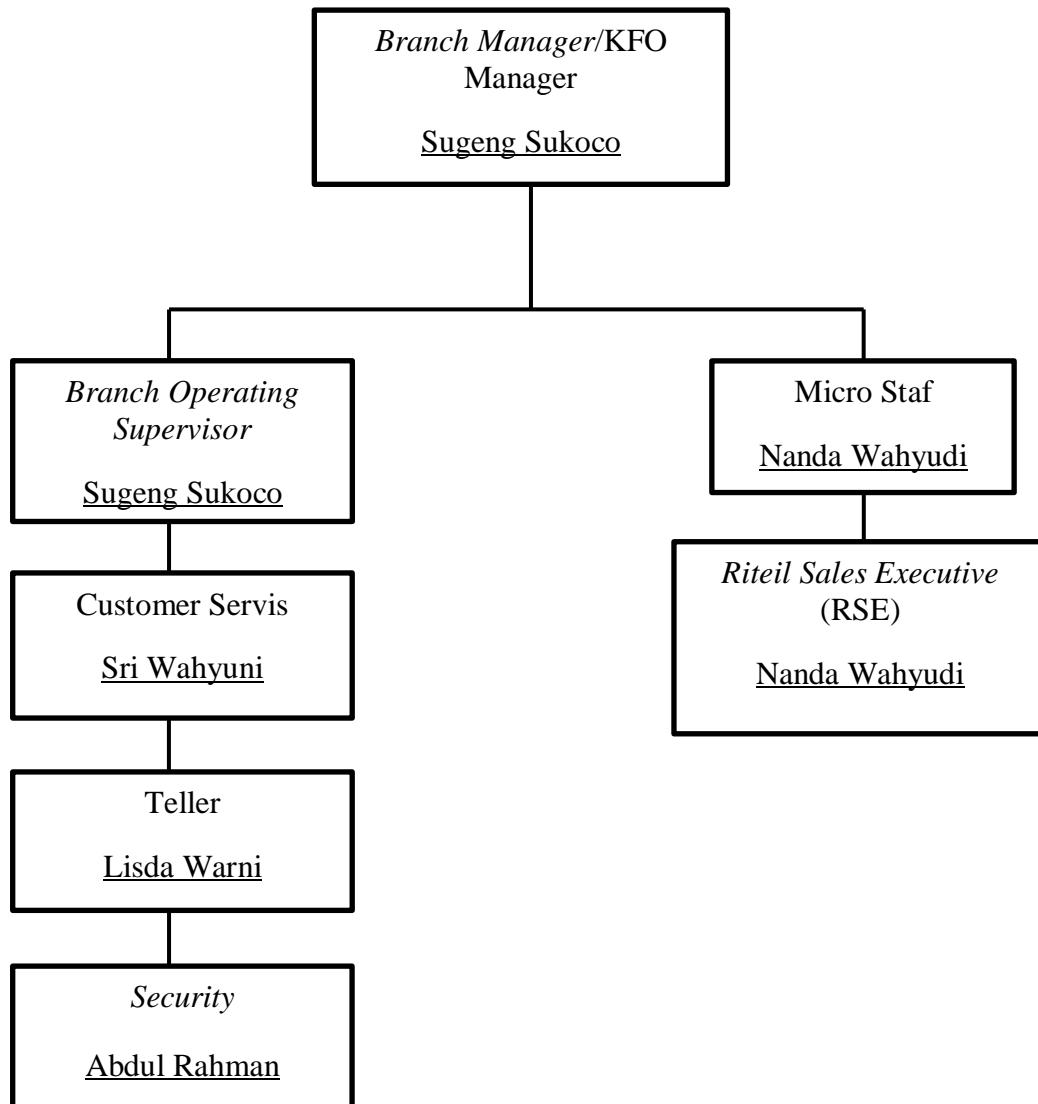 Branch Manager/KFO
Manager
Sugeng Sukoco
Branch Operating
Supervisor
Sugeng Sukoco
Micro Staf
Nanda Wahyudi
Customer Servis
Sri Wahyuni
Riteil Sales Executive
(RSE)
Nanda Wahyudi
Teller
Lisda Warni
Security
Abdul Rahman